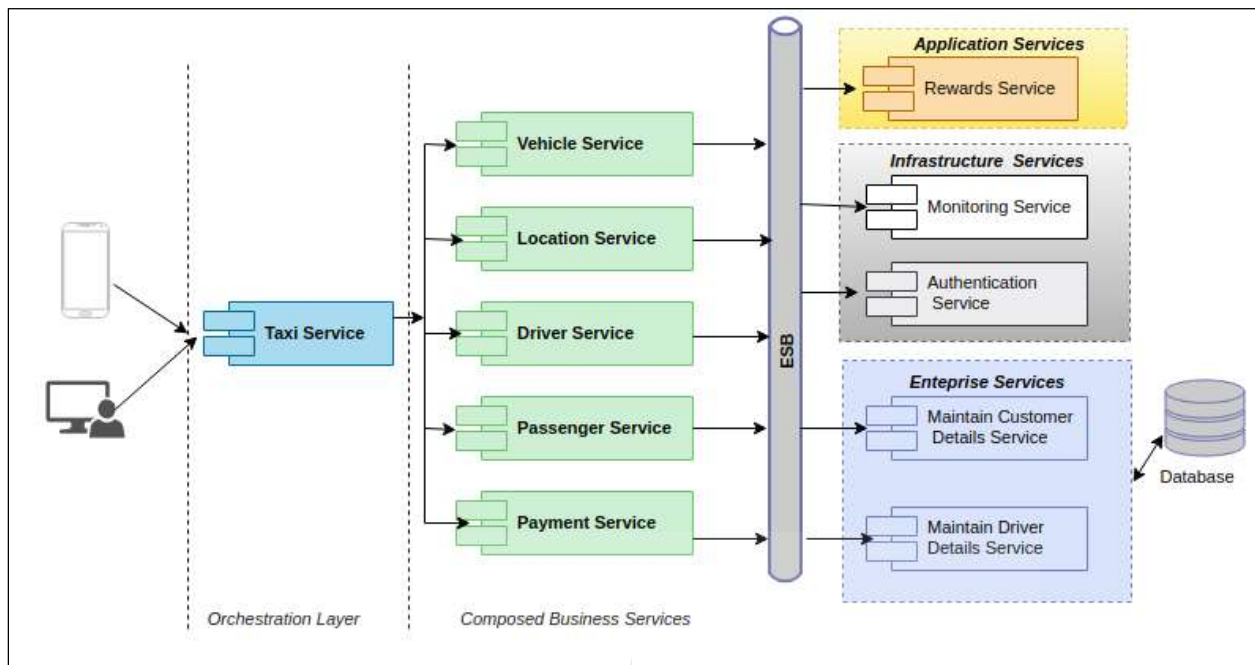 Application Services
Rewards Service
Vehicle Service
Infrastructure Services
Monitoring Service
Location Service
Authentication
Service
Taxi Service
Driver Service
ESB
Enteprise Services
Maintain Customer
Details Service
Passenger Service
Database
Payment Service
Maintain Driver
Details Service
Orchestration Layer
Composed Business Services